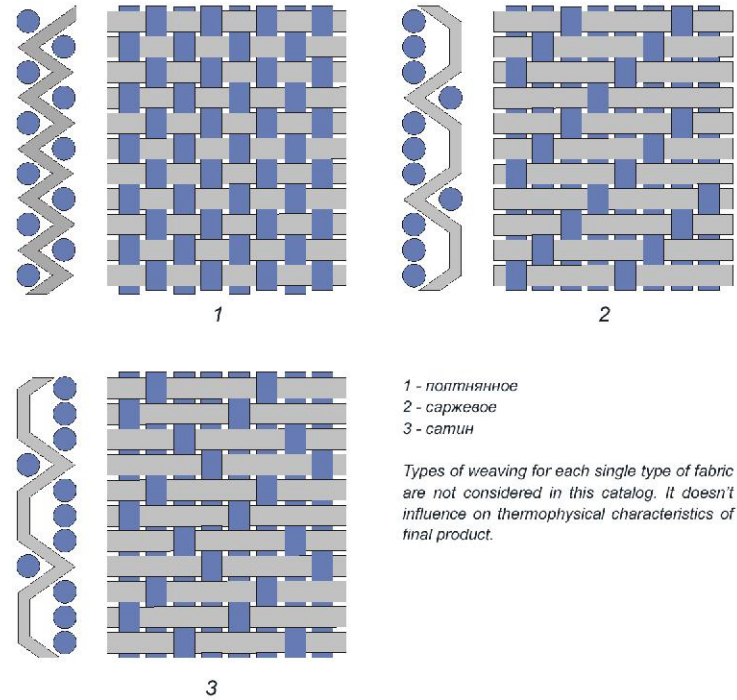 1
2
1 - полтнянное
2 - саржевое
3 - сатин
Types of weaving for each single type of fabric
are not considered in this catalog. It doesn't
influence on thermophysical characteristics of
final product.
3